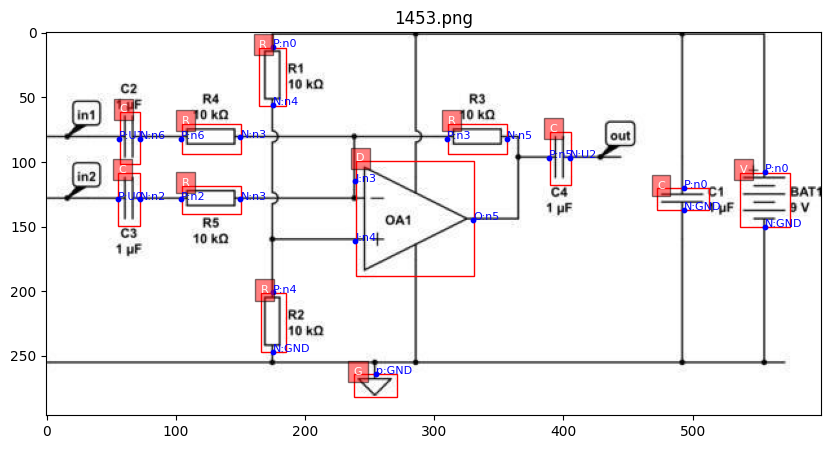 1453.png
0
50
100
150
200
250
0
100
200
300
400
500
R
P:n0
R1
10 kΩ
N:n4
C2
1 µF
C
in1
R4
10 kΩ
R
N:n6
P:n6
N:n3
R3
10 kΩ
R
P:n3
N:n5
C
P:n5
N:U2
out
C4
1 µF
in2
C
N:n2
C3
1 µF
R
P:n2
N:n3
R5
10 kΩ
D
I:n3
I:n4
OA1
O:n5
C
P:n0
C1
1 µF
N:GND
V
P:n0
BAT1
9 V
N:GND
R
P:n4
R2
10 kΩ
N:GND
G
p:GND